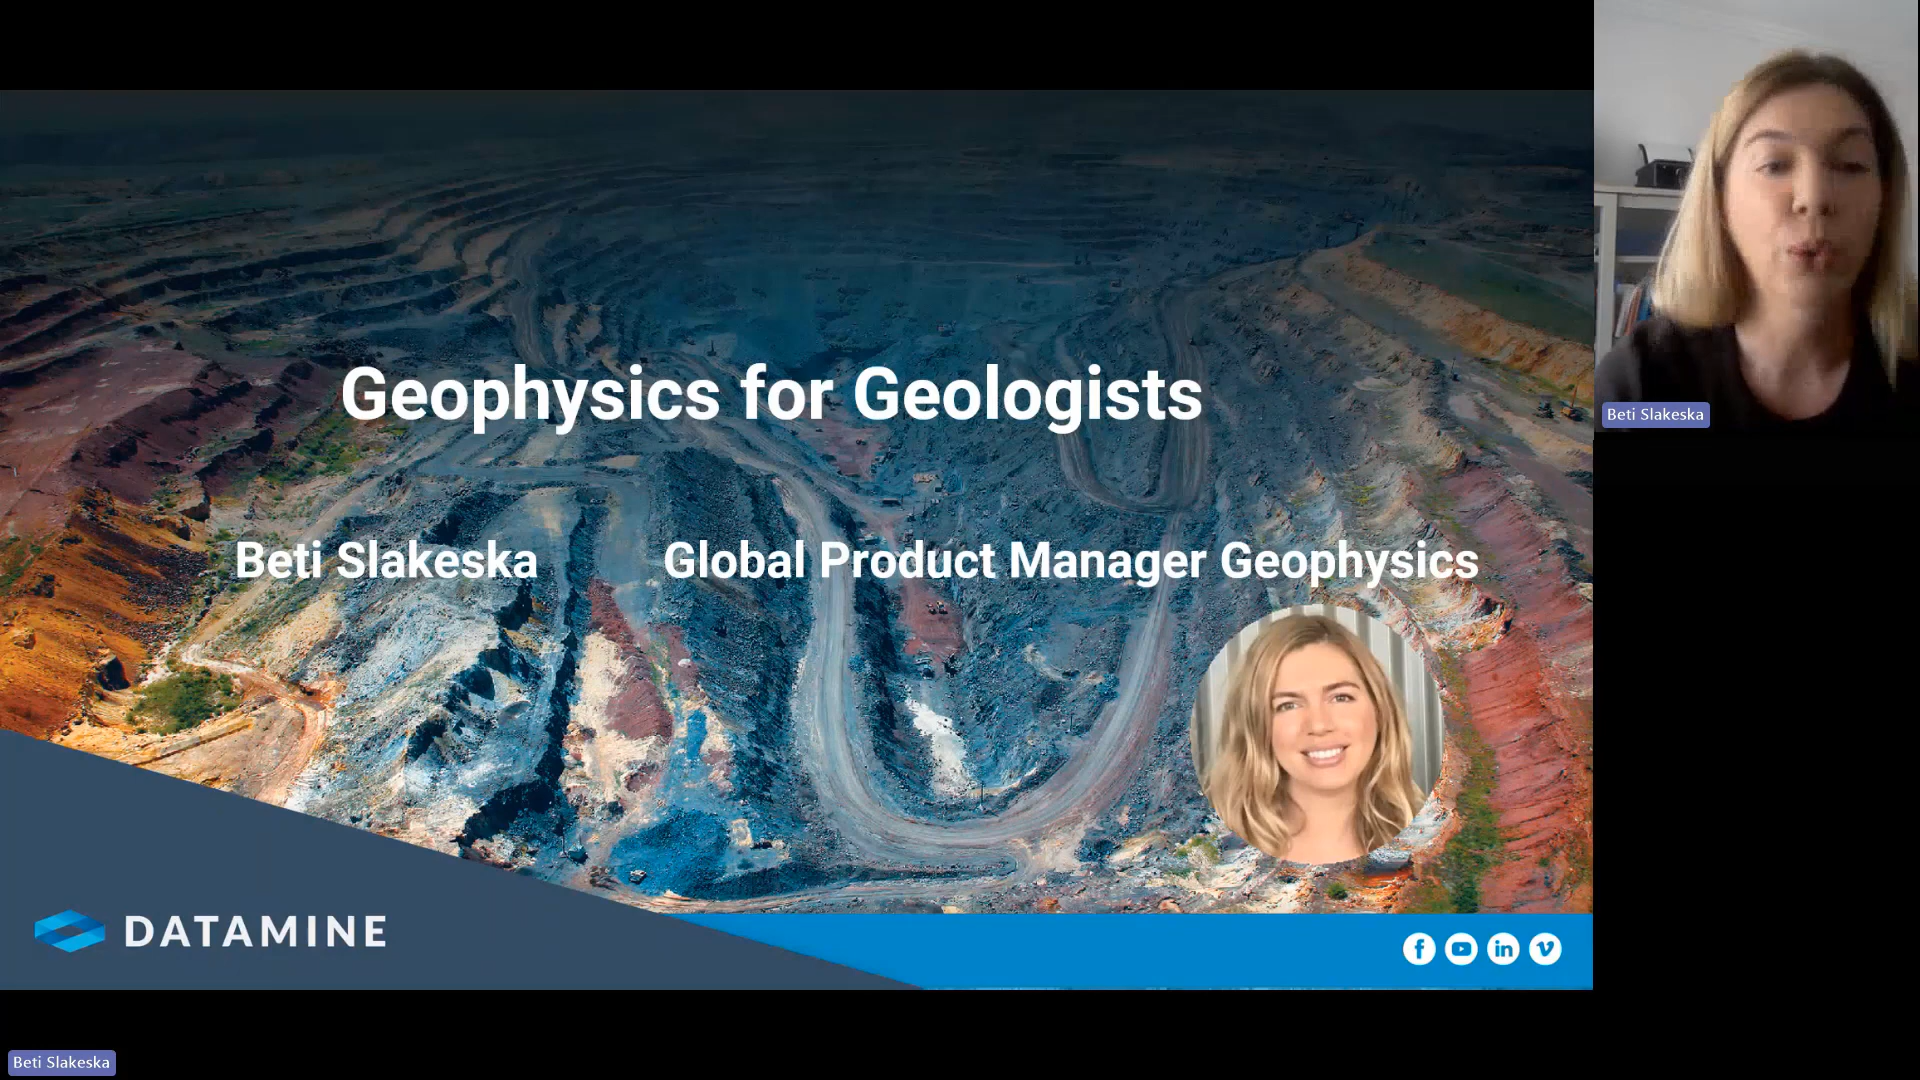 Geophysics for Geologists
Beti Slakeska
Global Product Manager Geophysics
DATAMINE
Beti Slakeska
Beti Slakeska